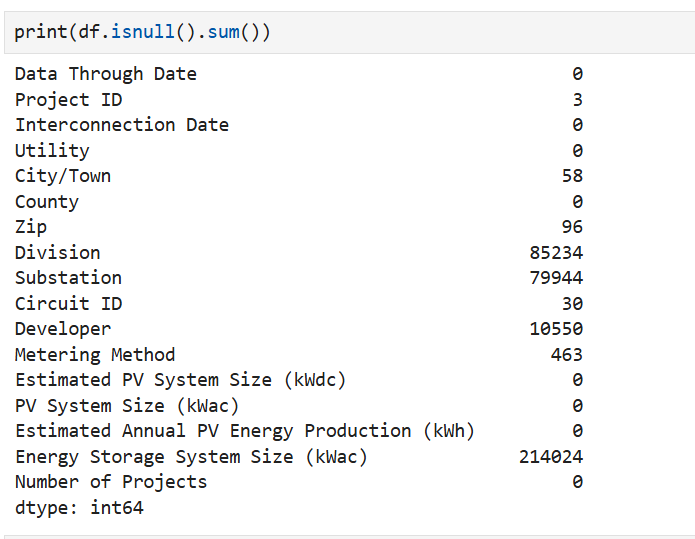 print(df.isnull().sum())
Data Through Date 0
Project ID 3
Interconnection Date 0
Utility 0
City/Town 58
County 0
Zip 96
Division 85234
Substation 79944
Circuit ID 30
Developer 10550
Metering Method 463
Estimated PV System Size (kWdc) 0
PV System Size (kWac) 0
Estimated Annual PV Energy Production (kWh) 0
Energy Storage System Size (kWac) 214024
Number of Projects 0
dtype: int64